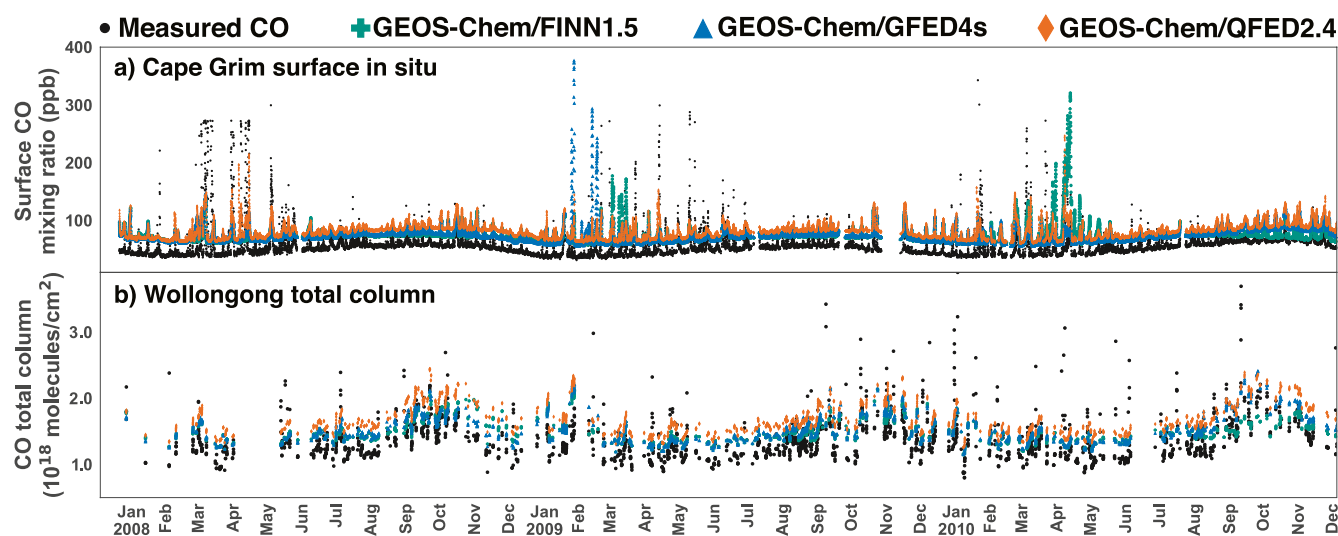 Measured CO GEOS-Chem/FINN1.5 GEOS-Chem/GFED4s GEOS-Chem/QFED2.4
a) Cape Grim surface in situ
Surface CO
mixing ratio (ppb)
400
300
200
100
b) Wollongong total column
CO total column
(10¹⁸ molecules/cm²)
3.0
2.0
1.0
Jan Feb Mar Apr May Jun Jul Aug Sep Oct Nov Dec Jan Feb Mar Apr May Jun Jul Aug Sep Oct Nov Dec Jan Feb Mar Apr May Jun Jul Aug Sep Oct Nov Dec
2008 2009 2010